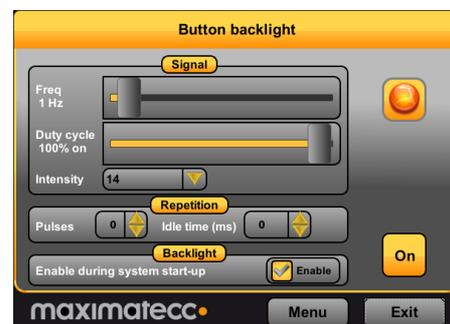 Button backlight
Signal
Freq
1 Hz
Duty cycle
100% on
Intensity
14
Repetition
Pulses 0 Idle time (ms) 0
Backlight
Enable during system start-up Enable
On
maximatecc
Menu Exit